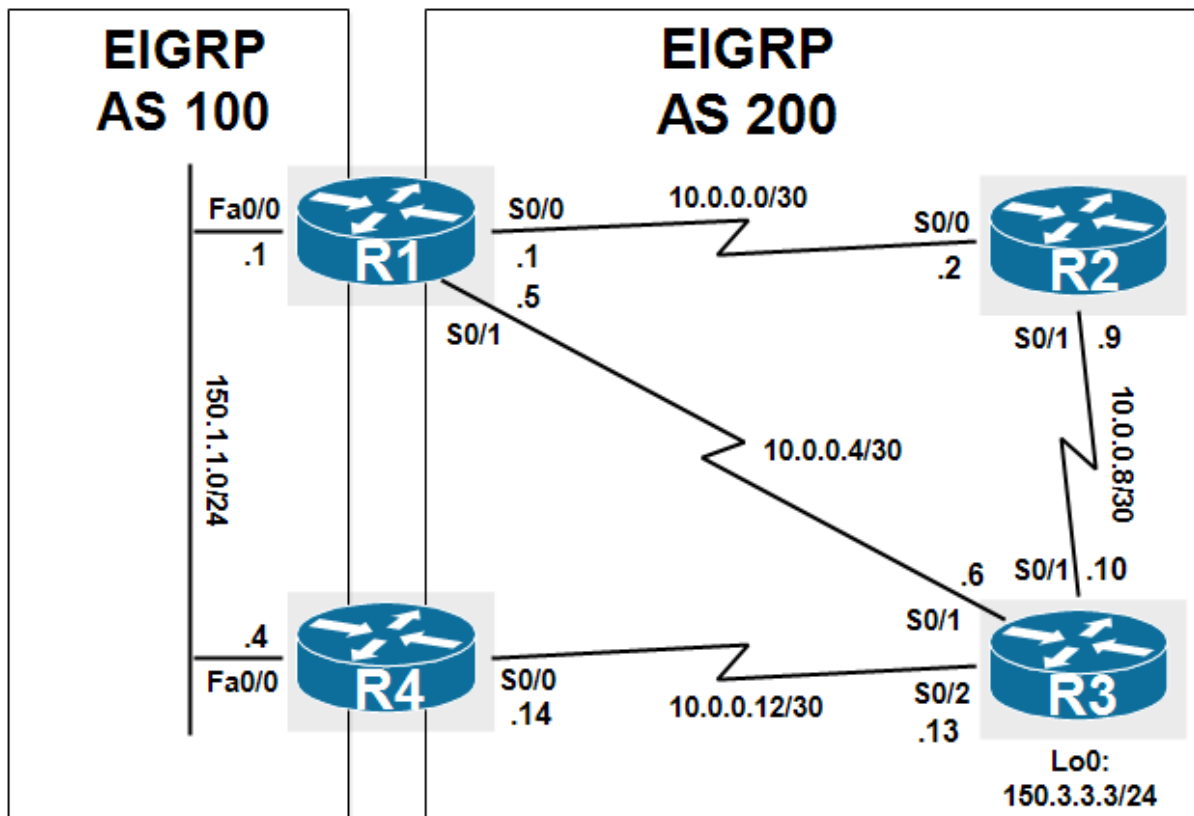 EIGRP
AS 100
EIGRP
AS 200
Fa0/0
.1
R1
S0/0
.1
.5
S0/1
10.0.0.0/30
S0/0
.2
R2
S0/1
.9
150.1.1.0/24
10.0.0.4/30
10.0.0.8/30
.4
Fa0/0
R4
S0/0
.14
10.0.0.12/30
.6
S0/1
S0/1
.10
S0/2
.13
R3
Lo0:
150.3.3.3/24